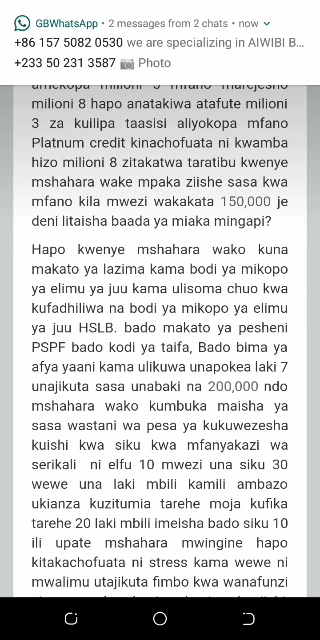 GBWhatsApp • 2 messages from 2 chats • now
+86 157 5082 0530 we are specializing in AIWIBI B...
+233 50 231 3587 📷 Photo
amekopa milioni 5 mfano marejesho
milioni 8 hapo anatakiwa atafute milioni
3 za kuilipa taasisi aliyokopa mfano
Platnum credit kinachofuata ni kwamba
hizo milioni 8 zitakatwa taratibu kwenye
mshahara wake mpaka ziishe sasa kwa
mfano kila mwezi wakakata 150,000 je
deni litaisha baada ya miaka mingapi?
Hapo kwenye mshahara wako kuna
makato ya lazima kama bodi ya mikopo
ya elimu ya juu kama ulisoma chuo kwa
kufadhiliwa na bodi ya mikopo ya elimu
ya juu HSLB. bado makato ya pesheni
PSPF bado kodi ya taifa, Bado bima ya
afya yaani kama ulikuwa unapokea laki 7
unajikuta sasa unabaki na 200,000 ndo
mshahara wako kumbuka maisha ya
sasa wastani wa pesa ya kukuwezesha
kuishi kwa siku kwa mfanyakazi wa
serikali ni elfu 10 mwezi una siku 30
wewe una laki mbili kamili ambazo
ukianza kuzitumia tarehe moja kufika
tarehe 20 laki mbili imeisha bado siku 10
ili upate mshahara mwingine hapo
kitakachofuata ni stress kama wewe ni
mwalimu utajikuta fimbo kwa wanafunzi